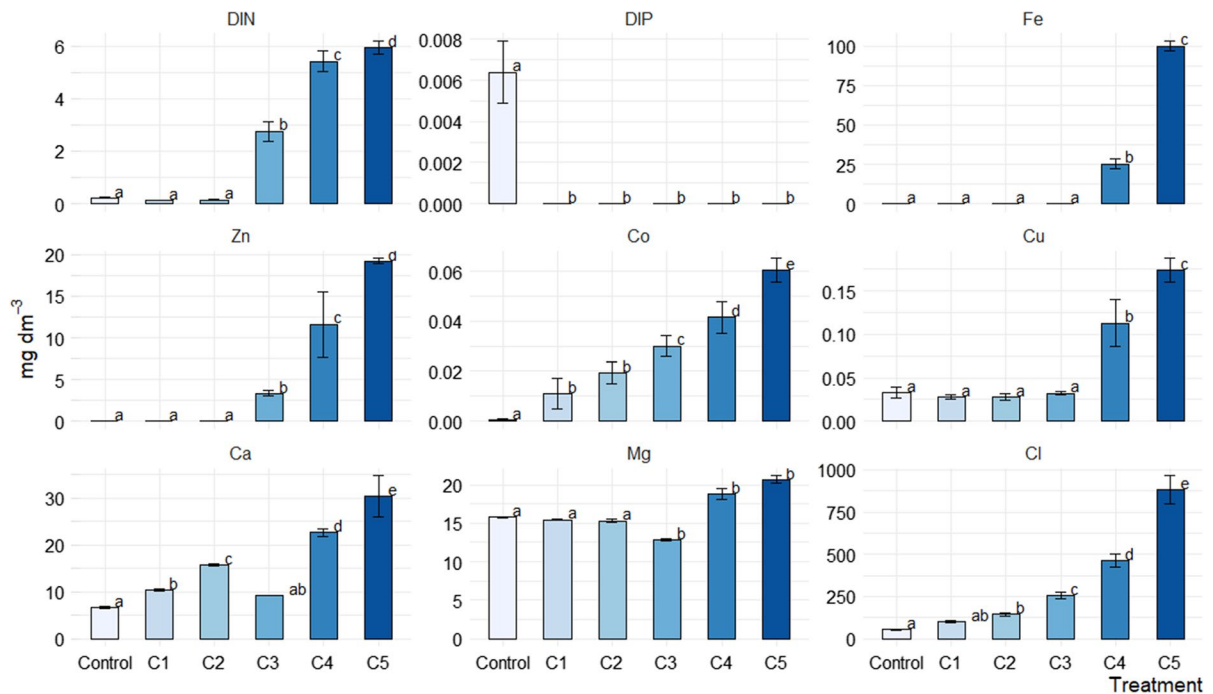 DIN DIP Fe
6 0.008 100
4 0.006 75
0.004 50
2 0.002 25
0 0.000 0
a a a b c d
a b b b b b
a a a a b c
Zn Co Cu
20 0.06 0.15
15 0.04 0.10
10 0.02 0.05
5 0.00 0.00
0
a a a b c d
a b b c d e
a a a a b c
Ca Mg Cl
30 20 1000
20 15 750
10 10 500
0 5 250
0 0
a b c ab d e
a a a b b b
a ab b c d e
mg dm⁻³
Control C1 C2 C3 C4 C5 Control C1 C2 C3 C4 C5 Control C1 C2 C3 C4 C5
Treatment